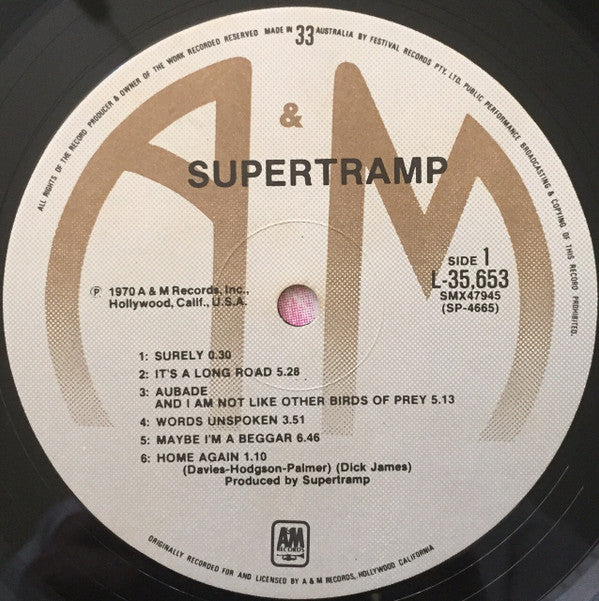 ALL RIGHTS OF THE RECORD PRODUCER & OWNER OF THE WORK RECORDED RESERVED MADE IN 33 AUSTRALIA BY FESTIVAL RECORDS PTY. LTD. PUBLIC PERFORMANCE BROADCASTING & COPYING OF THIS RECORD PROHIBITED.
A & M
SUPERTRAMP
SIDE 1
L-35,653
SMX47945
(SP-4665)
℗ 1970 A & M Records, Inc.,
Hollywood, Calif., U.S.A.
1: SURELY 0.30
2: IT'S A LONG ROAD 5.28
3: AUBADE
AND I AM NOT LIKE OTHER BIRDS OF PREY 5.13
4: WORDS UNSPOKEN 3.51
5: MAYBE I'M A BEGGAR 6.46
6: HOME AGAIN 1.10
(Davies-Hodgson-Palmer) (Dick James)
Produced by Supertramp
A&M
RECORDS
ORIGINALLY RECORDED FOR AND LICENSED BY A & M RECORDS, HOLLYWOOD CALIFORNIA